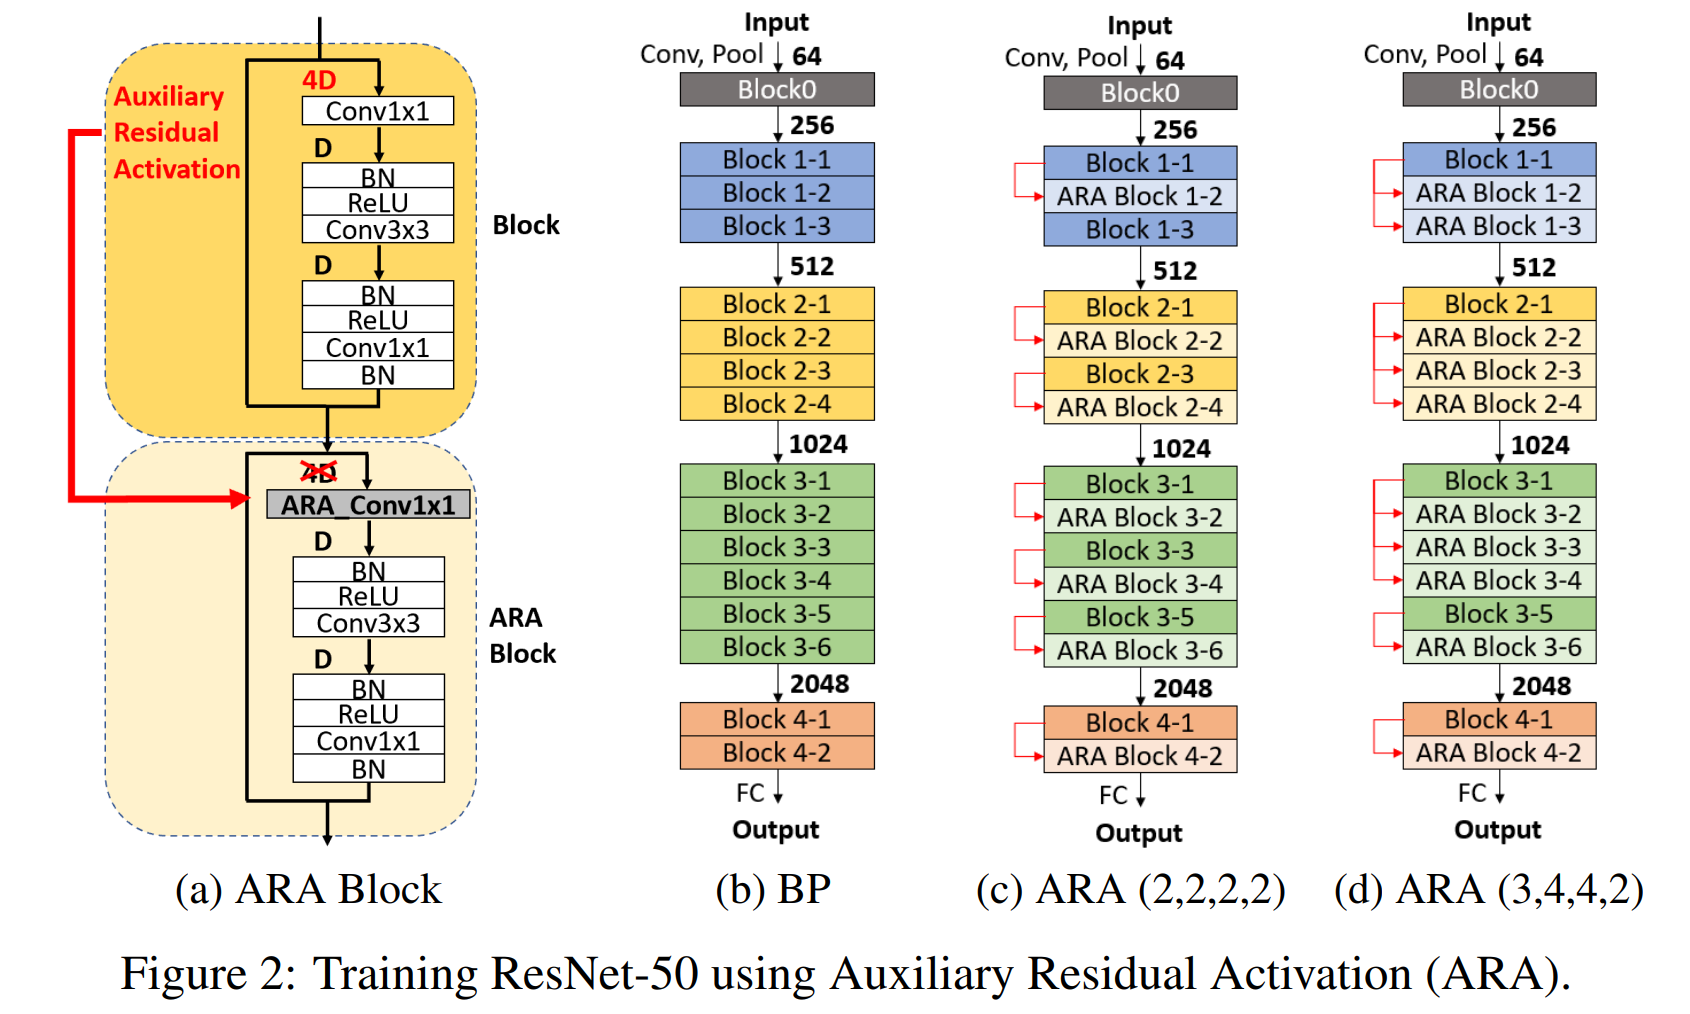 Auxiliary
Residual
Activation
4D
Conv1x1
D
BN
ReLU
Conv3x3
D
BN
ReLU
Conv1x1
BN
Block
4D
ARA_Conv1x1
D
BN
ReLU
Conv3x3
D
BN
ReLU
Conv1x1
BN
ARA
Block
(a) ARA Block
Input
Conv, Pool 64
Block0
256
Block 1-1
Block 1-2
Block 1-3
512
Block 2-1
Block 2-2
Block 2-3
Block 2-4
1024
Block 3-1
Block 3-2
Block 3-3
Block 3-4
Block 3-5
Block 3-6
2048
Block 4-1
Block 4-2
FC
Output
(b) BP
Input
Conv, Pool 64
Block0
256
Block 1-1
ARA Block 1-2
Block 1-3
512
Block 2-1
ARA Block 2-2
Block 2-3
ARA Block 2-4
1024
Block 3-1
ARA Block 3-2
Block 3-3
ARA Block 3-4
Block 3-5
ARA Block 3-6
2048
Block 4-1
ARA Block 4-2
FC
Output
(c) ARA (2,2,2,2)
Input
Conv, Pool 64
Block0
256
Block 1-1
ARA Block 1-2
ARA Block 1-3
512
Block 2-1
ARA Block 2-2
ARA Block 2-3
ARA Block 2-4
1024
Block 3-1
ARA Block 3-2
ARA Block 3-3
ARA Block 3-4
Block 3-5
ARA Block 3-6
2048
Block 4-1
ARA Block 4-2
FC
Output
(d) ARA (3,4,4,2)
Figure 2: Training ResNet-50 using Auxiliary Residual Activation (ARA).